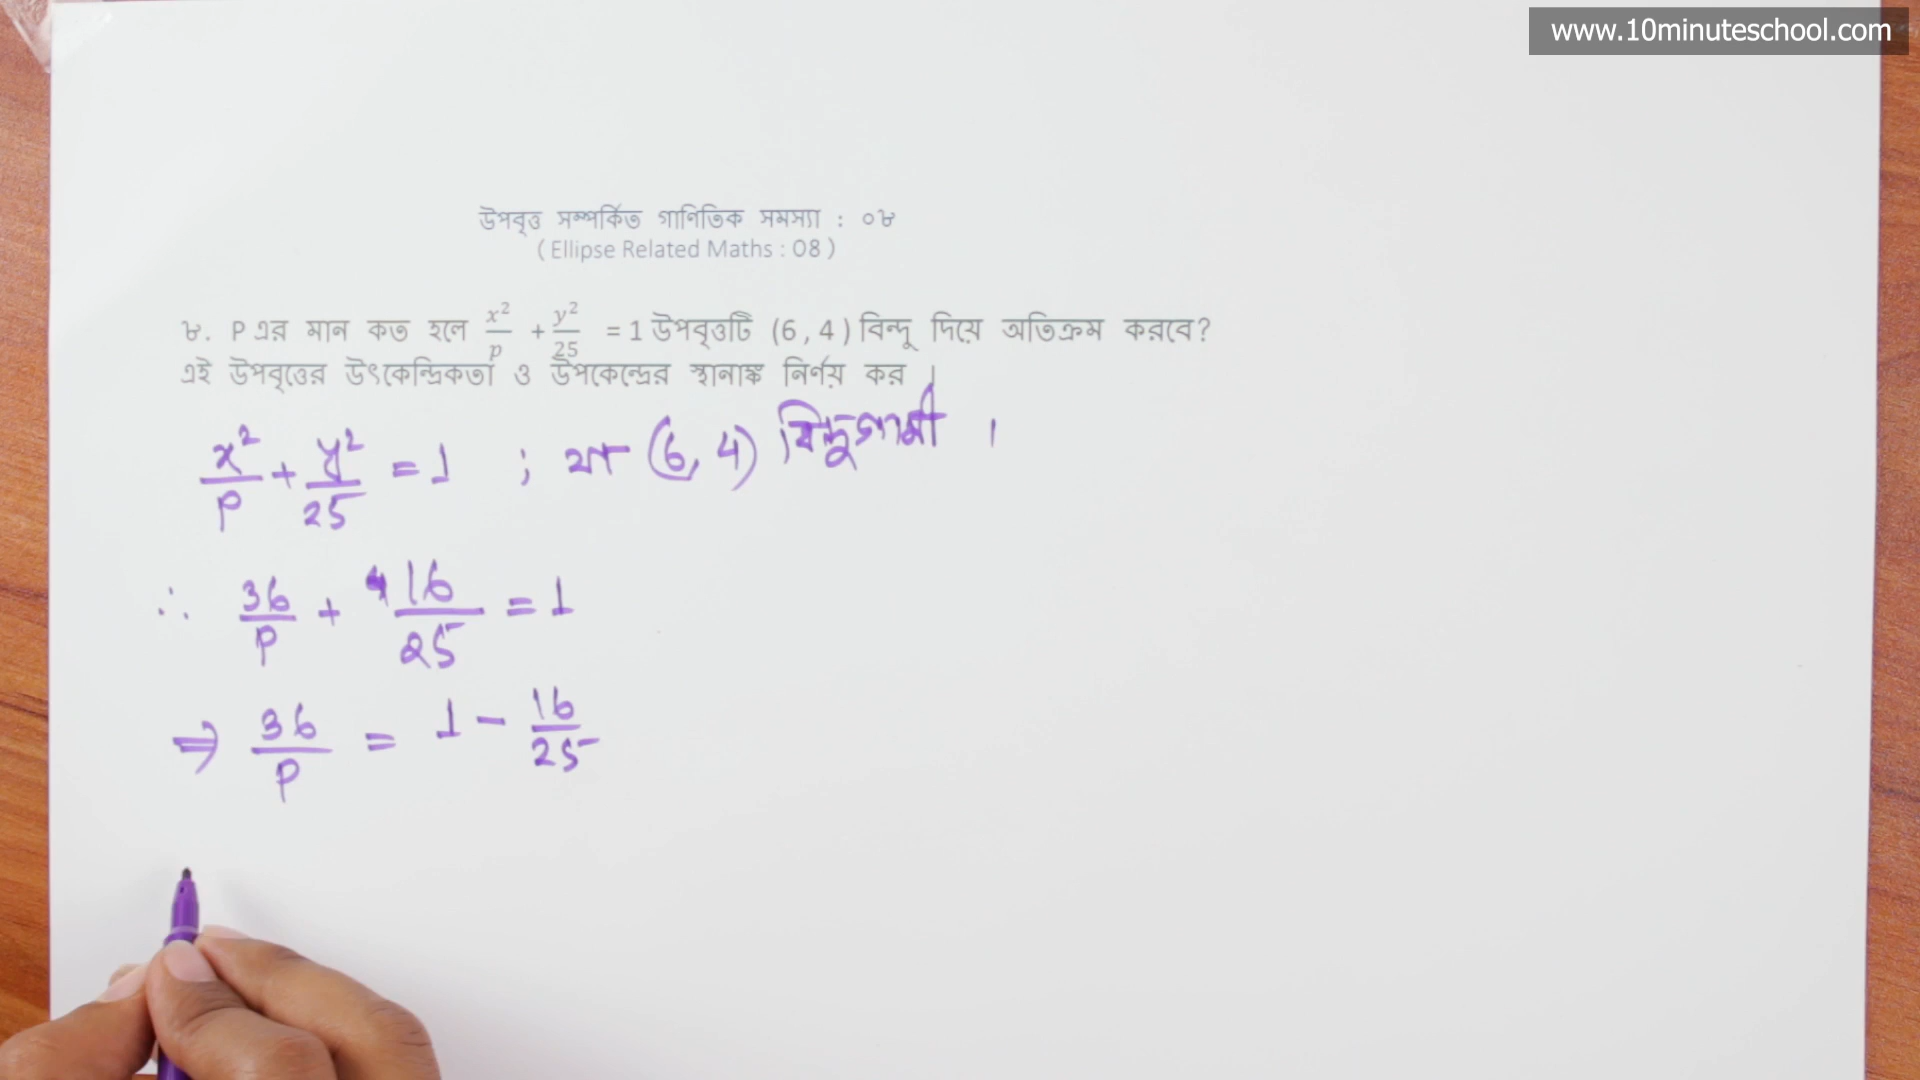 www.10minuteschool.com
উপবৃত্ত সম্পর্কিত গাণিতিক সমস্যা : ০৮
( Ellipse Related Maths : 08 )
৮. P এর মান কত হলে x²/p + y²/25 = 1 উপবৃত্তটি (6 , 4 ) বিন্দু দিয়ে অতিক্রম করবে?
এই উপবৃত্তের উৎকেন্দ্রিকতা ও উপকেন্দ্রের স্থানাঙ্ক নির্ণয় কর ।
x²/P + y²/25 = 1 ; যা (6, 4) বিন্দুগামী ।
∴ 36/P + 16/25 = 1
⇒ 36/P = 1 - 16/25